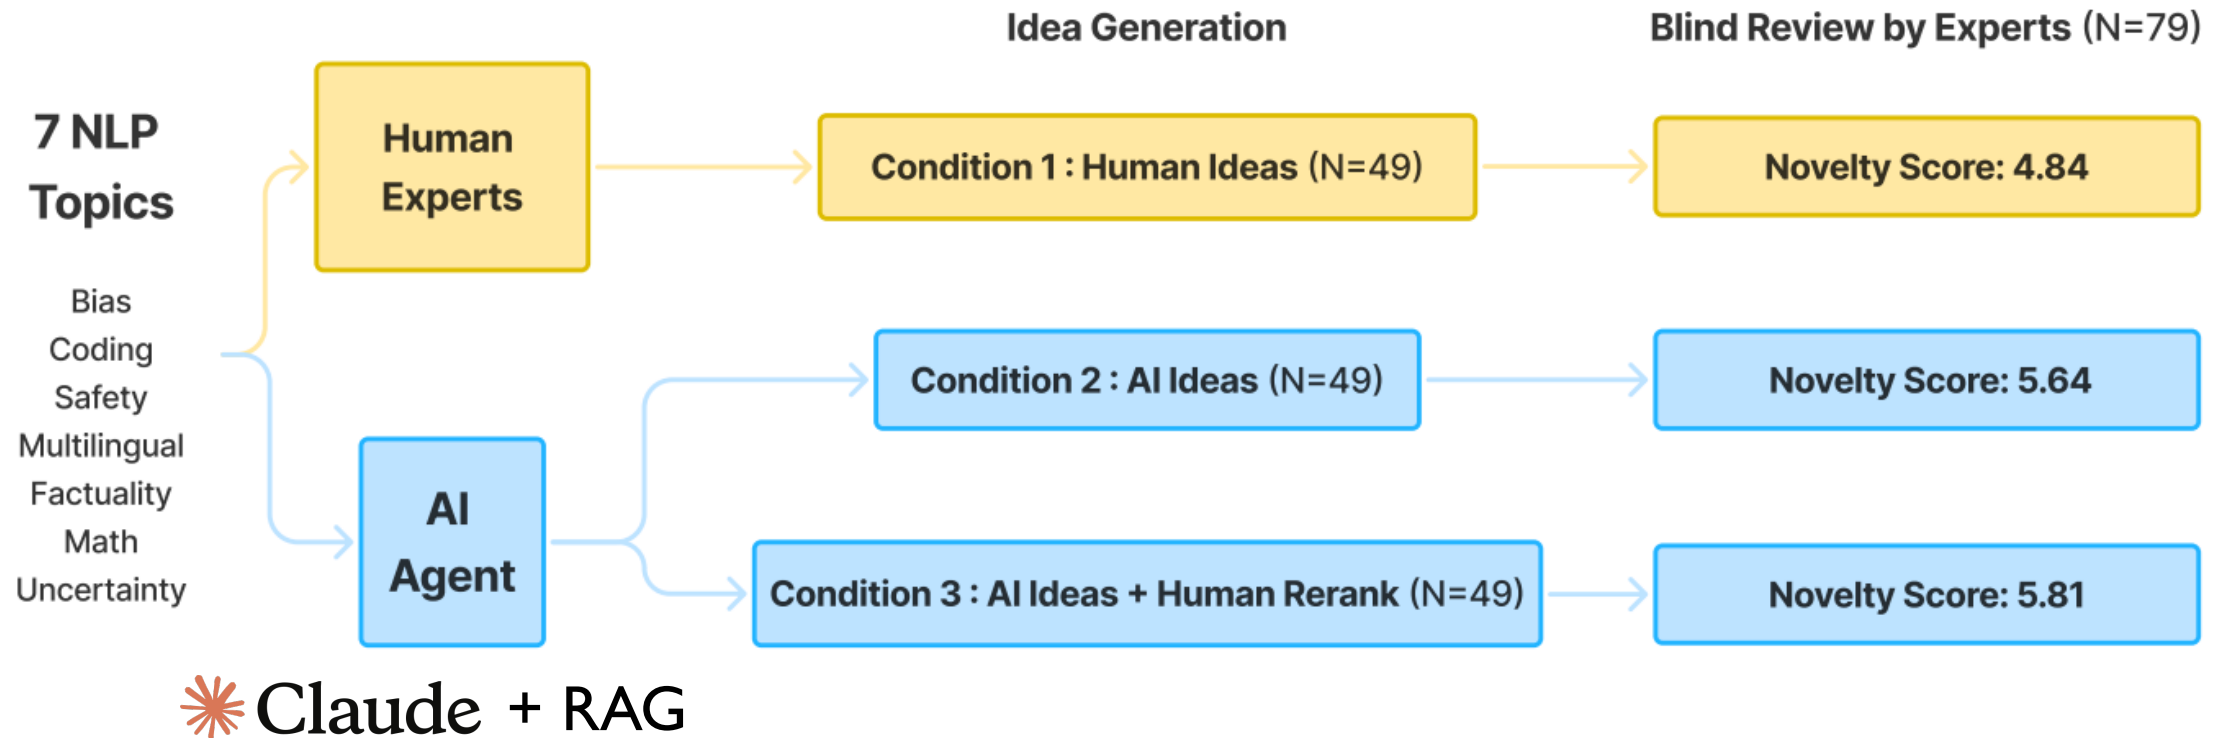 Idea Generation
Blind Review by Experts (N=79)
7 NLP
Topics
Bias
Coding
Safety
Multilingual
Factuality
Math
Uncertainty
Human
Experts
Condition 1 : Human Ideas (N=49)
Novelty Score: 4.84
AI
Agent
Condition 2 : AI Ideas (N=49)
Novelty Score: 5.64
Condition 3 : AI Ideas + Human Rerank (N=49)
Novelty Score: 5.81
Claude + RAG